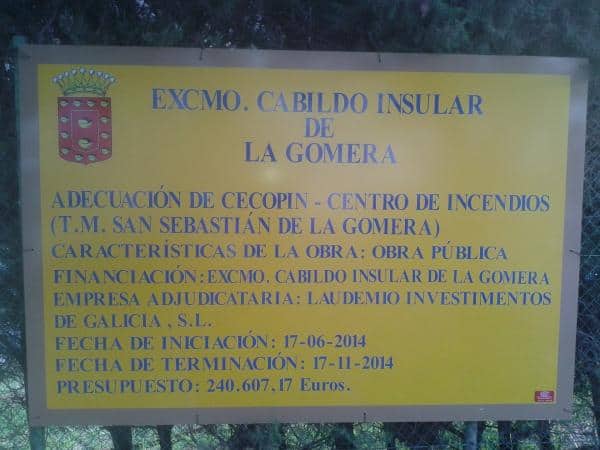 EXCMO. CABILDO INSULAR
DE
LA GOMERA
ADECUACIÓN DE CECOPIN - CENTRO DE INCENDIOS
(T.M. SAN SEBASTIÁN DE LA GOMERA)
CARACTERÍSTICAS DE LA OBRA: OBRA PÚBLICA
FINANCIACIÓN: EXCMO. CABILDO INSULAR DE LA GOMERA
EMPRESA ADJUDICATARIA: LAUDEMIO INVESTIMENTOS
DE GALICIA , S.L.
FECHA DE INICIACIÓN: 17-06-2014
FECHA DE TERMINACIÓN: 17-11-2014
PRESUPUESTO: 240.607,17 Euros.